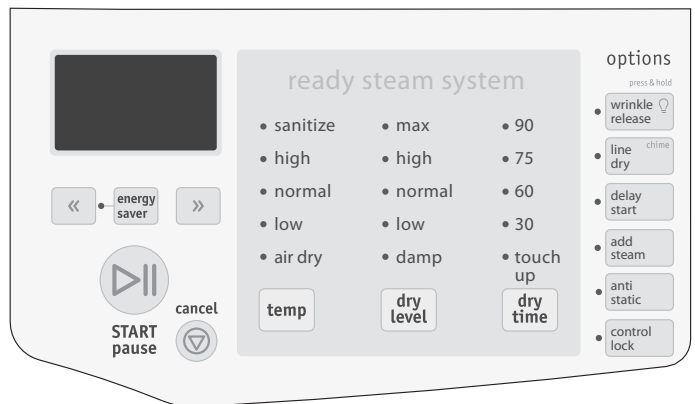 ready steam system
sanitize
high
normal
low
air dry
temp
max
high
normal
low
damp
dry
level
90
75
60
30
touch
up
dry
time
«
energy
saver
»
START
pause
cancel
options
press & hold
wrinkle
release
line
dry
chime
delay
start
add
steam
anti
static
control
lock